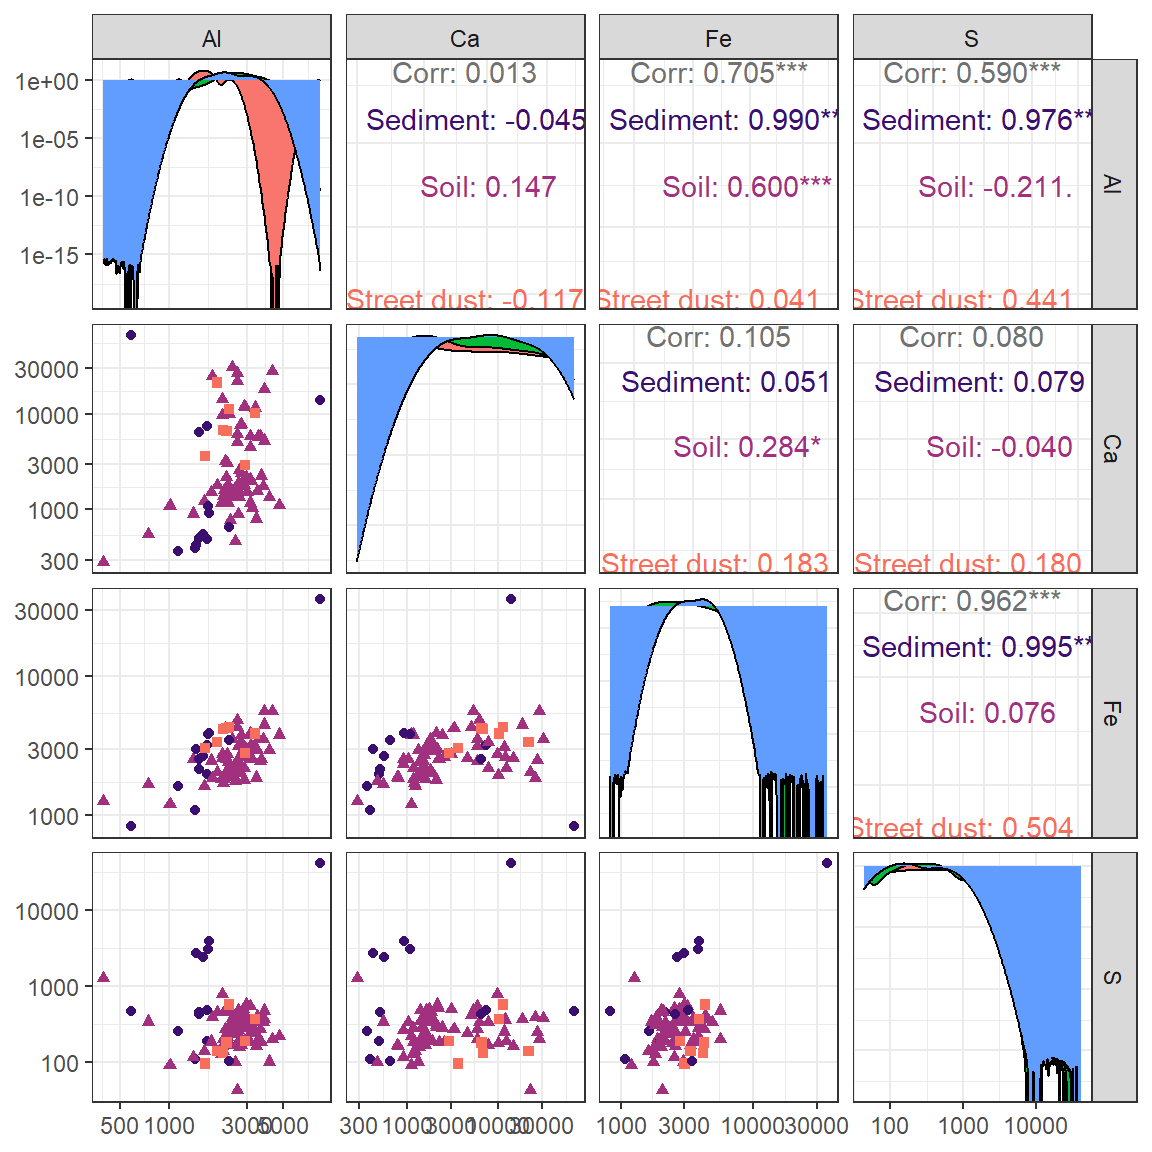 Al
Ca
Fe
S
1e+00
1e-05
1e-10
1e-15
Corr: 0.013
Sediment: -0.045
Soil: 0.147
Street dust: -0.117
Corr: 0.705***
Sediment: 0.990**
Soil: 0.600***
Street dust: 0.041
Corr: 0.590***
Sediment: 0.976**
Soil: -0.211.
Street dust: 0.441
Al
30000
10000
3000
1000
300
Corr: 0.105
Sediment: 0.051
Soil: 0.284*
Street dust: 0.183
Corr: 0.080
Sediment: 0.079
Soil: -0.040
Street dust: 0.180
Ca
30000
10000
3000
1000
Corr: 0.962***
Sediment: 0.995**
Soil: 0.076
Street dust: 0.504
Fe
10000
1000
100
S
500 1000 3000 5000
300 1000 3000 10000 30000
1000 3000 10000 30000
100 1000 10000